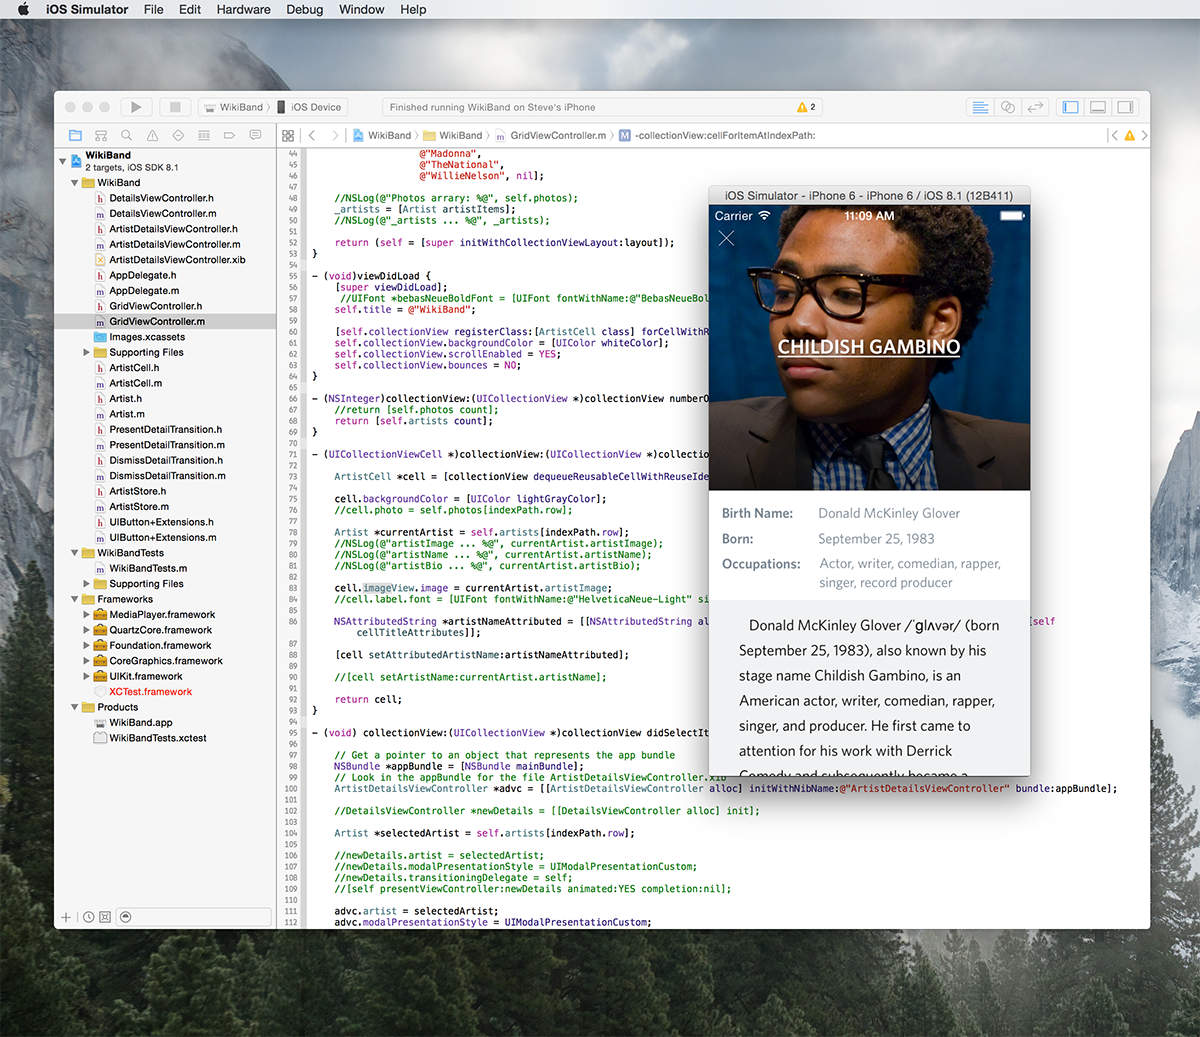 iOS Simulator File Edit Hardware Debug Window Help
WikiBand iOS Device
Finished running WikiBand on Steve's iPhone
2
WikiBand WikiBand GridViewController.m M -collectionView:cellForItemAtIndexPath:
WikiBand
2 targets, iOS SDK 8.1
WikiBand
h DetailsViewController.h
m DetailsViewController.m
h ArtistDetailsViewController.h
m ArtistDetailsViewController.m
ArtistDetailsViewController.xib
h AppDelegate.h
m AppDelegate.m
h GridViewController.h
m GridViewController.m
Images.xcassets
Supporting Files
h ArtistCell.h
m ArtistCell.m
h Artist.h
m Artist.m
h PresentDetailTransition.h
m PresentDetailTransition.m
h DismissDetailTransition.h
m DismissDetailTransition.m
h ArtistStore.h
m ArtistStore.m
h UIButton+Extensions.h
m UIButton+Extensions.m
WikiBandTests
m WikiBandTests.m
Supporting Files
Frameworks
MediaPlayer.framework
QuartzCore.framework
Foundation.framework
CoreGraphics.framework
UIKit.framework
XCTest.framework
Products
WikiBand.app
WikiBandTests.xctest
44 @"Madonna",
45 @"TheNational",
46 @"WillieNelson", nil];
47
48 //NSLog(@"Photos arrary: %@", self.photos);
49 _artists = [Artist artistItems];
50 //NSLog(@"_artists ... %@", _artists);
51
52 return (self = [super initWithCollectionViewLayout:layout]);
53 }
54
55 - (void)viewDidLoad {
56 [super viewDidLoad];
57 //UIFont *bebasNeueBoldFont = [UIFont fontWithName:@"BebasNeueBol
58 self.title = @"WikiBand";
59
60 [self.collectionView registerClass:[ArtistCell class] forCellWithR
61 self.collectionView.backgroundColor = [UIColor whiteColor];
62 self.collectionView.scrollEnabled = YES;
63 self.collectionView.bounces = NO;
64 }
65
66 - (NSInteger)collectionView:(UICollectionView *)collectionView numberO
67 //return [self.photos count];
68 return [self.artists count];
69 }
70
71 - (UICollectionViewCell *)collectionView:(UICollectionView *)collectio
72
73 ArtistCell *cell = [collectionView dequeueReusableCellWithReuseIde
74
75 cell.backgroundColor = [UIColor lightGrayColor];
76 //cell.photo = self.photos[indexPath.row];
77
78 Artist *currentArtist = self.artists[indexPath.row];
79 //NSLog(@"artistImage ... %@", currentArtist.artistImage);
80 //NSLog(@"artistName ... %@", currentArtist.artistName);
81 //NSLog(@"artistBio ... %@", currentArtist.artistBio);
82
83 cell.imageView.image = currentArtist.artistImage;
84 //cell.label.font = [UIFont fontWithName:@"HelveticaNeue-Light" si
85
86 NSAttributedString *artistNameAttributed = [[NSAttributedString al [self
cellTitleAttributes]];
87
88 [cell setAttributedArtistName:artistNameAttributed];
89
90 //[cell setArtistName:currentArtist.artistName];
91
92 return cell;
93 }
94
95 - (void) collectionView:(UICollectionView *)collectionView didSelectIt
96
97 // Get a pointer to an object that represents the app bundle
98 NSBundle *appBundle = [NSBundle mainBundle];
99 // Look in the appBundle for the file ArtistDetailsViewController.xib
100 ArtistDetailsViewController *advc = [[ArtistDetailsViewController alloc] initWithNibName:@"ArtistDetailsViewController" bundle:appBundle];
101
102 //DetailsViewController *newDetails = [[DetailsViewController alloc] init];
103
104 Artist *selectedArtist = self.artists[indexPath.row];
105
106 //newDetails.artist = selectedArtist;
107 //newDetails.modalPresentationStyle = UIModalPresentationCustom;
108 //newDetails.transitioningDelegate = self;
109 //[self presentViewController:newDetails animated:YES completion:nil];
110
111 advc.artist = selectedArtist;
112 advc.modalPresentationStyle = UIModalPresentationCustom;
iOS Simulator - iPhone 6 - iPhone 6 / iOS 8.1 (12B411)
Carrier 11:09 AM
CHILDISH GAMBINO
Birth Name: Donald McKinley Glover
Born: September 25, 1983
Occupations: Actor, writer, comedian, rapper,
singer, record producer
Donald McKinley Glover /ˈɡlʌvər/ (born
September 25, 1983), also known by his
stage name Childish Gambino, is an
American actor, writer, comedian, rapper,
singer, and producer. He first came to
attention for his work with Derrick
Comedy and subsequently became a